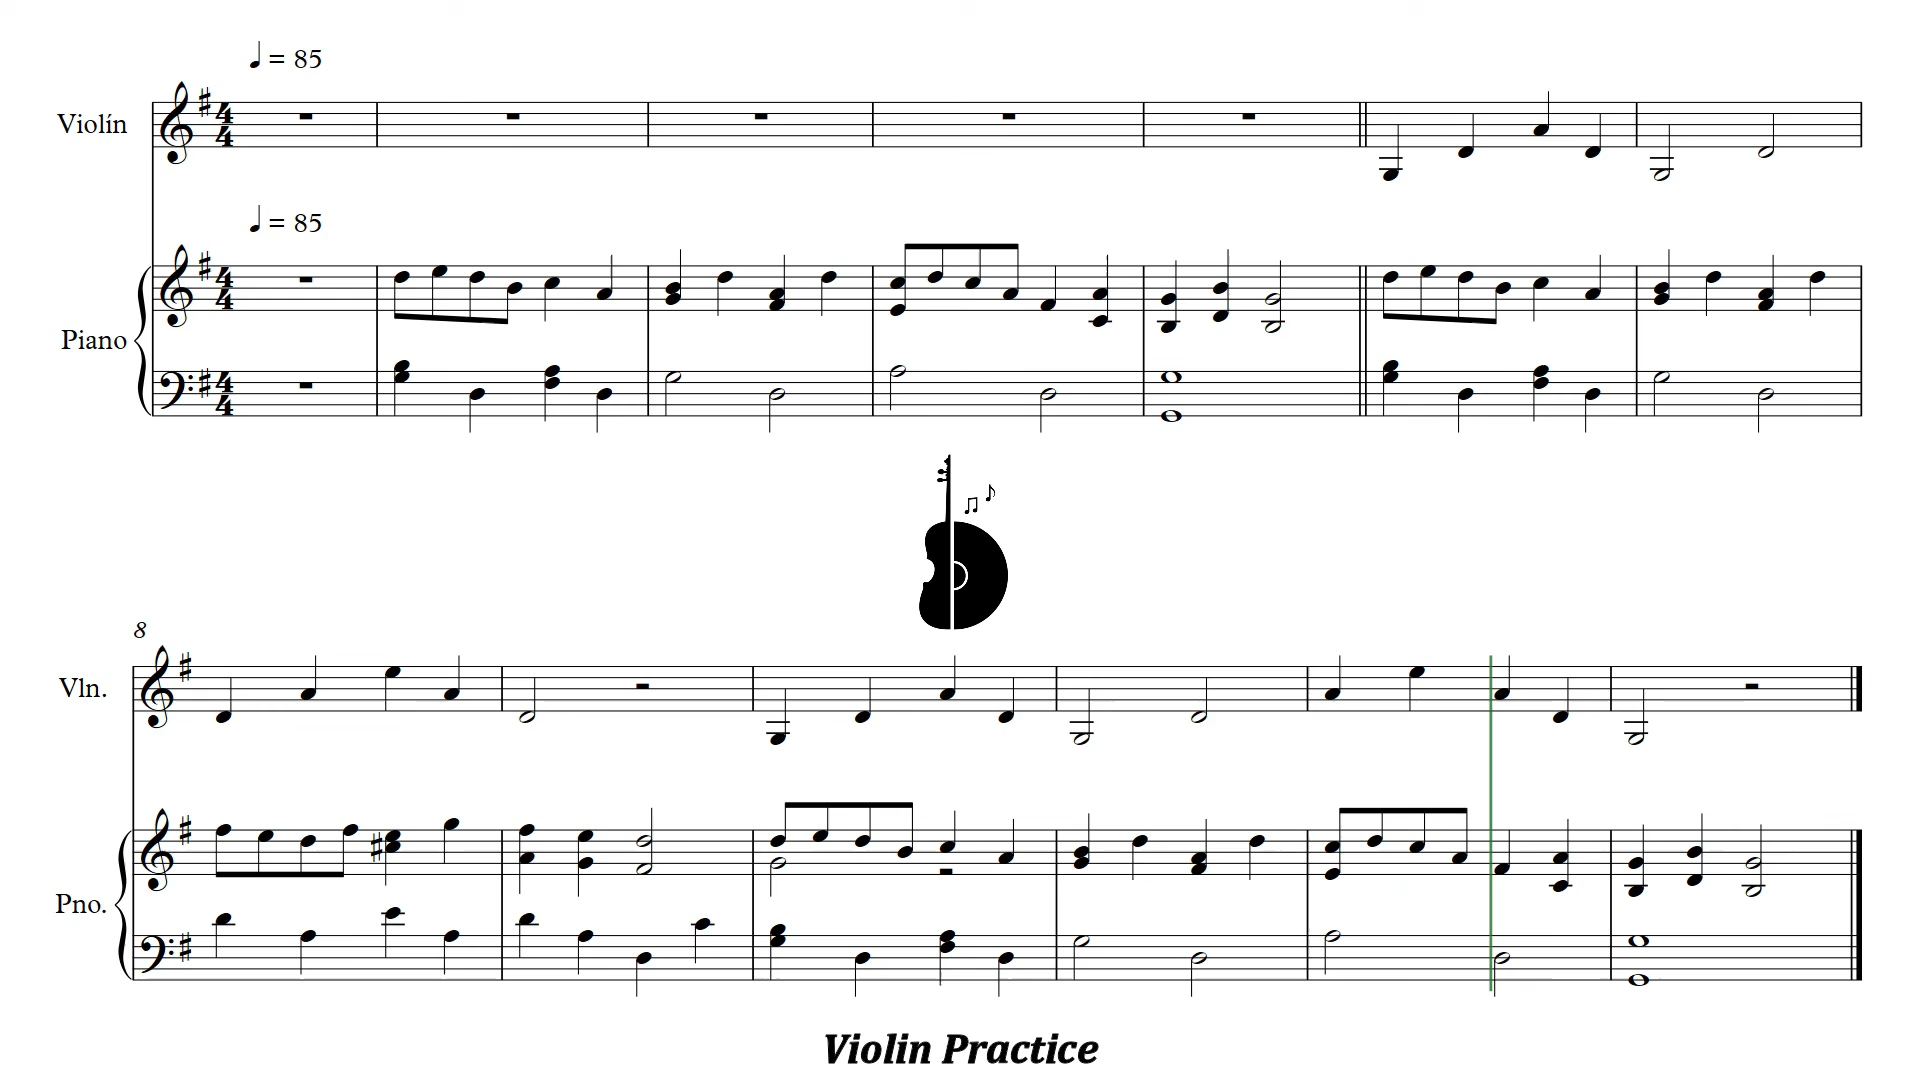 ♩ = 85
Violín
♩ = 85
Piano
8
Vln.
Pno.
Violin Practice